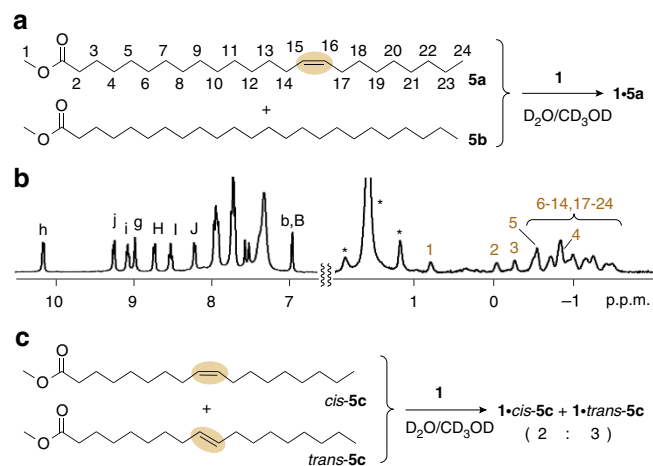 a
1 3 5 7 9 11 13 15 16 18 20 22 24
O
O
2 4 6 8 10 12 14 17 19 21 23
5a
+
O
O
5b
1
D2O/CD3OD
1•5a
b
h j i g H I J b,B
* * * 1 2 3 5 4
6-14,17-24
10 9 8 7 1 0 –1 p.p.m.
c
O
O
cis-5c
+
O
O
trans-5c
1
D2O/CD3OD
1•cis-5c + 1•trans-5c
( 2 : 3 )